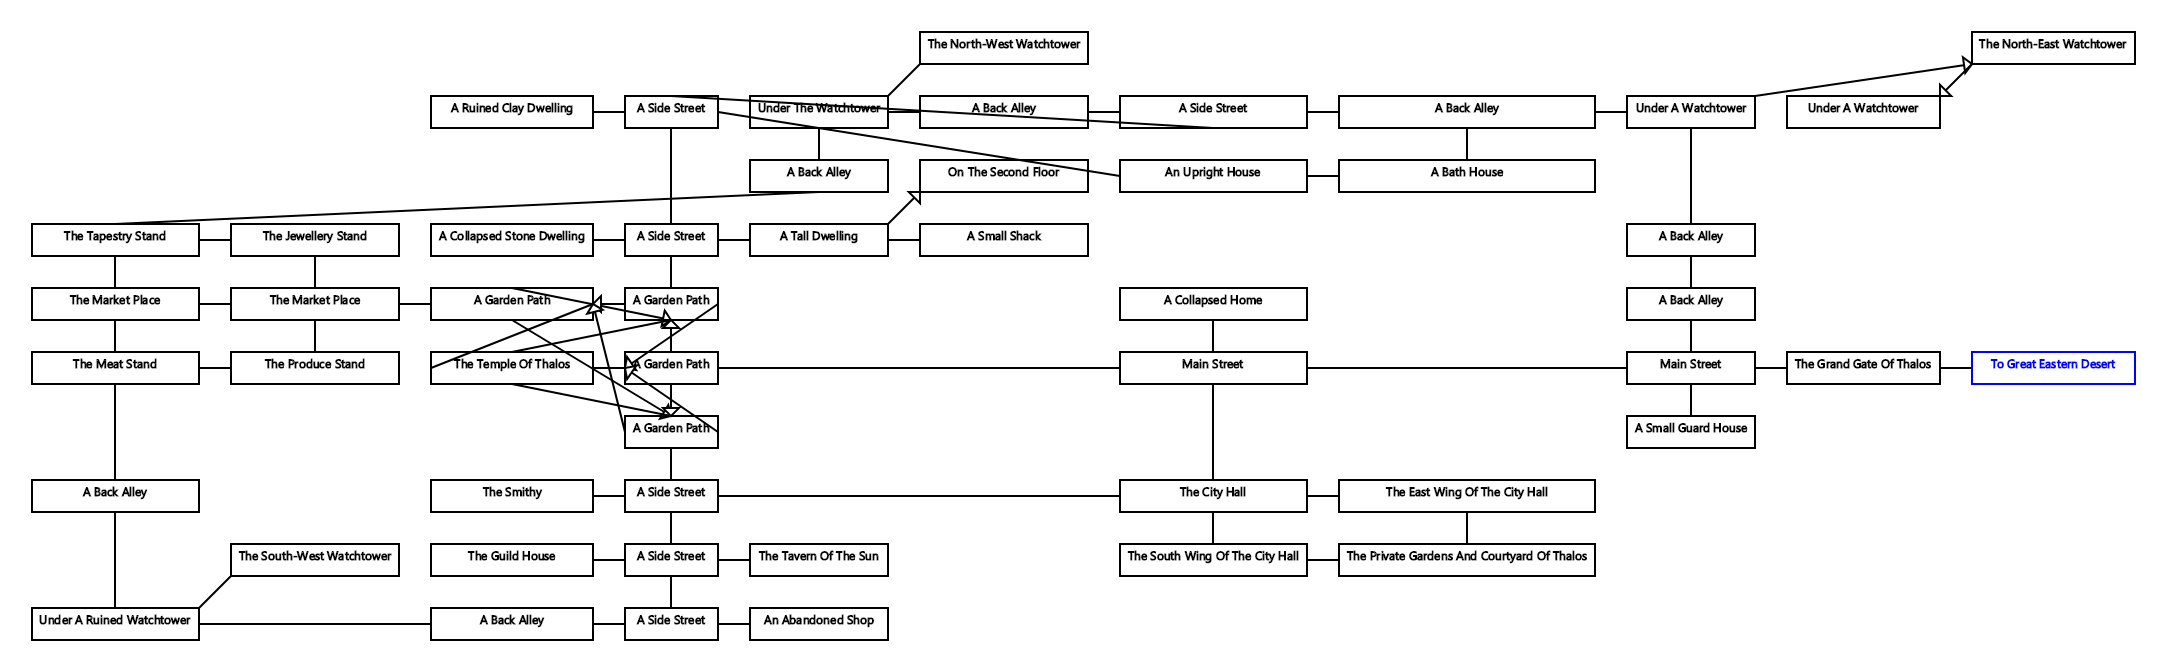 The North-West Watchtower
The North-East Watchtower
A Ruined Clay Dwelling
A Side Street
Under The Watchtower
A Back Alley
A Side Street
A Back Alley
Under A Watchtower
Under A Watchtower
A Back Alley
On The Second Floor
An Upright House
A Bath House
The Tapestry Stand
The Jewellery Stand
A Collapsed Stone Dwelling
A Side Street
A Tall Dwelling
A Small Shack
A Back Alley
The Market Place
The Market Place
A Garden Path
A Garden Path
A Collapsed Home
A Back Alley
The Meat Stand
The Produce Stand
The Temple Of Thalos
A Garden Path
Main Street
Main Street
The Grand Gate Of Thalos
To Great Eastern Desert
A Garden Path
A Small Guard House
A Back Alley
The Smithy
A Side Street
The City Hall
The East Wing Of The City Hall
The South-West Watchtower
The Guild House
A Side Street
The Tavern Of The Sun
The South Wing Of The City Hall
The Private Gardens And Courtyard Of Thalos
Under A Ruined Watchtower
A Back Alley
A Side Street
An Abandoned Shop